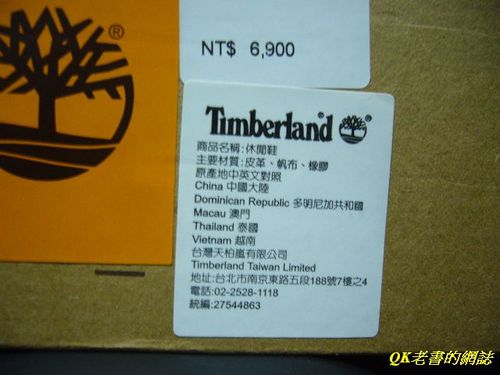 ®
NT$ 6,900
Timberland ®
商品名稱:休閒鞋
主要材質:皮革、帆布、橡膠
原產地中英文對照
China 中國大陸
Dominican Republic 多明尼加共和國
Macau 澳門
Thailand 泰國
Vietnam 越南
台灣天柏嵐有限公司
Timberland Taiwan Limited
地址:台北市南京東路五段188號7樓之4
電話:02-2528-1118
統編:27544863
QK老書的網誌